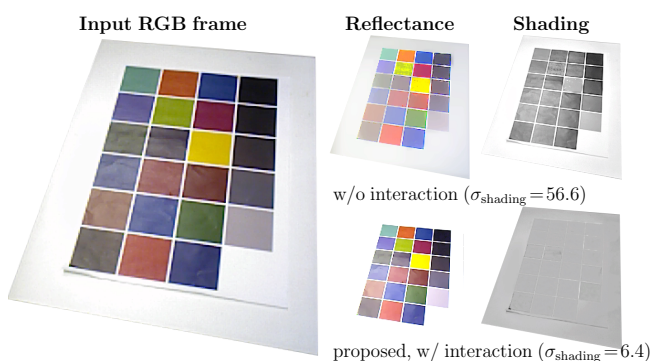 Input RGB frame
Reflectance
Shading
w/o interaction (σshading=56.6)
proposed, w/ interaction (σshading=6.4)